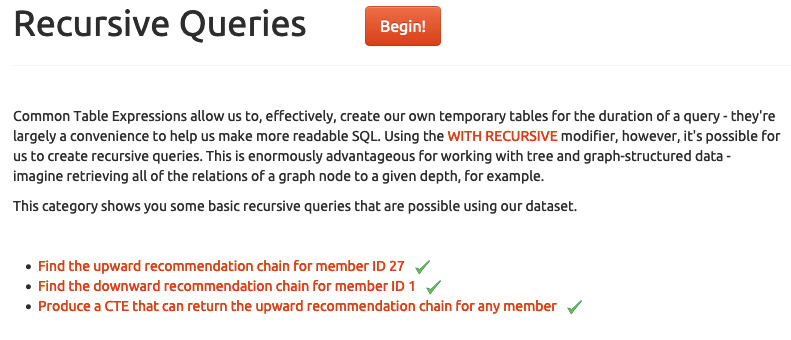 Recursive Queries
Begin!
Common Table Expressions allow us to, effectively, create our own temporary tables for the duration of a query - they're
largely a convenience to help us make more readable SQL. Using the WITH RECURSIVE modifier, however, it's possible for
us to create recursive queries. This is enormously advantageous for working with tree and graph-structured data -
imagine retrieving all of the relations of a graph node to a given depth, for example.
This category shows you some basic recursive queries that are possible using our dataset.
• Find the upward recommendation chain for member ID 27
• Find the downward recommendation chain for member ID 1
• Produce a CTE that can return the upward recommendation chain for any member